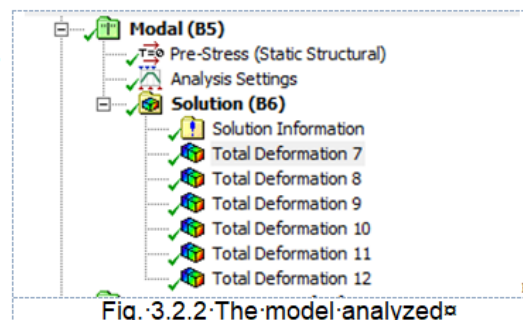 Modal (B5)
T=0 Pre-Stress (Static Structural)
Analysis Settings
Solution (B6)
Solution Information
Total Deformation 7
Total Deformation 8
Total Deformation 9
Total Deformation 10
Total Deformation 11
Total Deformation 12
Fig.·3.2.2·The·model·analyzed¤